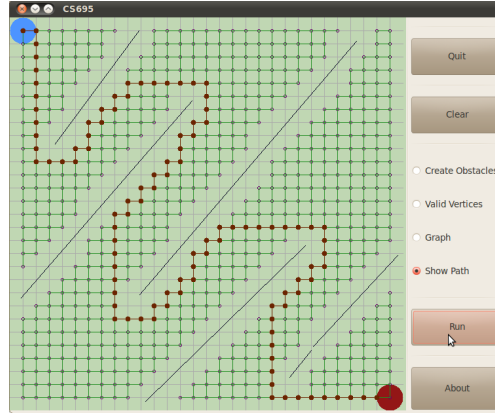 CS695
Quit
Clear
Create Obstacles
Valid Vertices
Graph
Show Path
Run
About